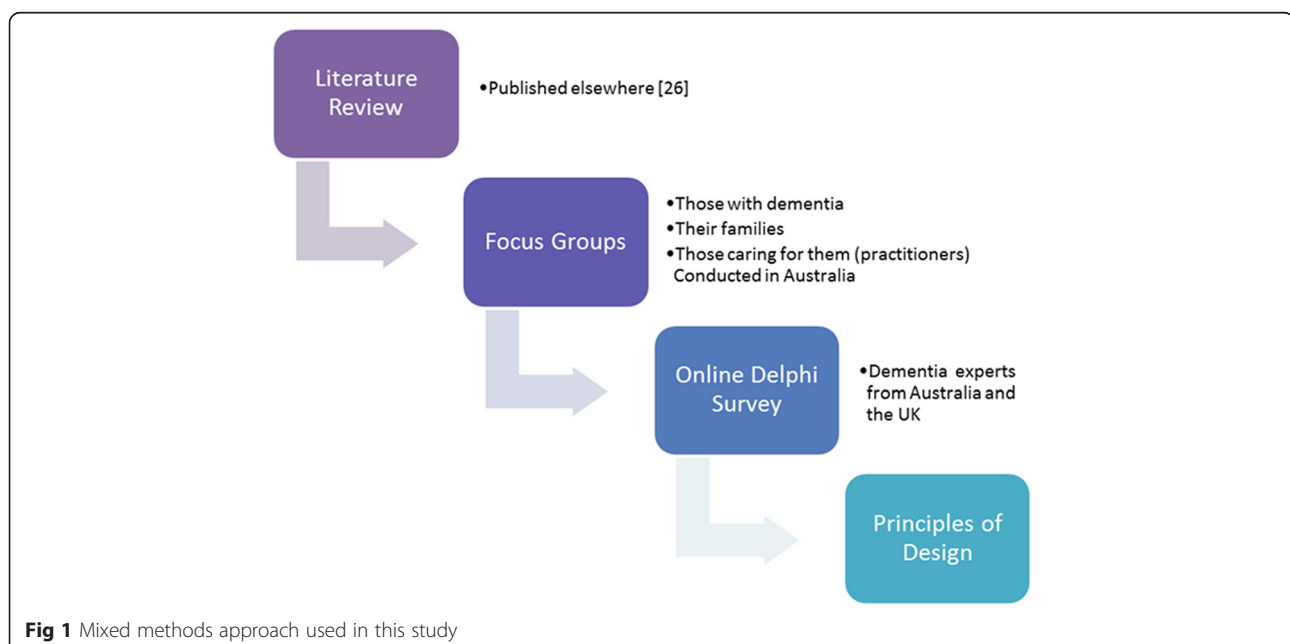 Literature
Review
•Published elsewhere [26]
Focus Groups
•Those with dementia
•Their families
•Those caring for them (practitioners)
Conducted in Australia
Online Delphi
Survey
•Dementia experts
from Australia and
the UK
Principles of
Design
Fig 1 Mixed methods approach used in this study